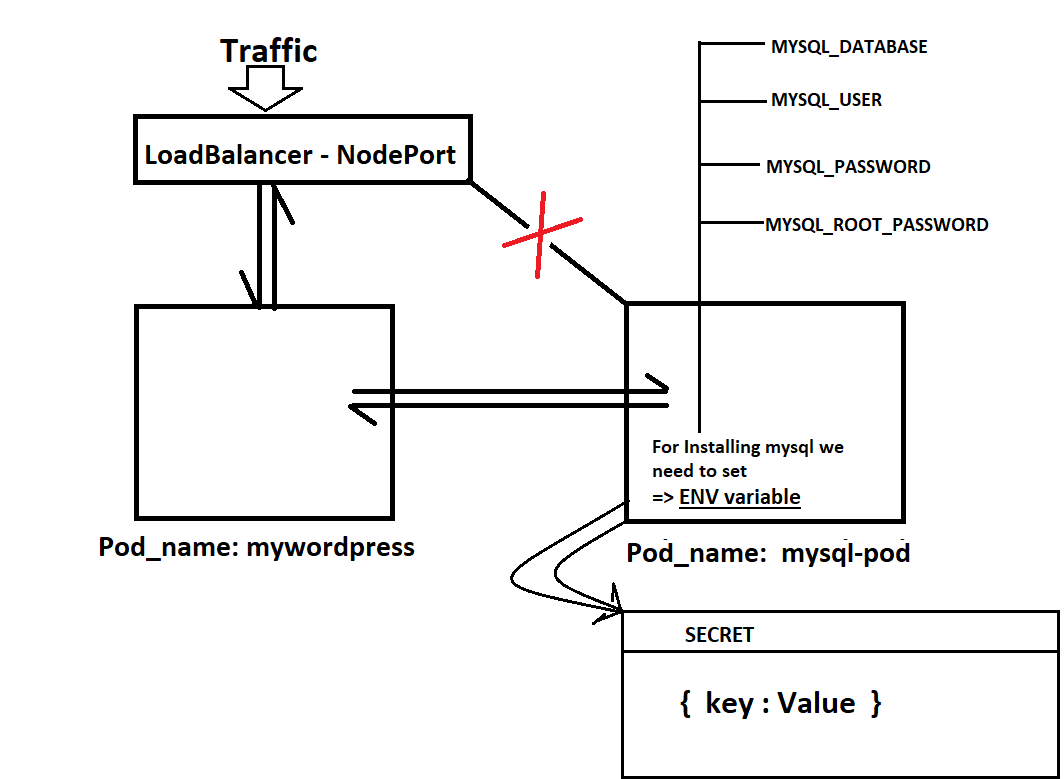 Traffic
LoadBalancer - NodePort
MYSQL_DATABASE
MYSQL_USER
MYSQL_PASSWORD
MYSQL_ROOT_PASSWORD
For Installing mysql we
need to set
=> ENV variable
Pod_name: mywordpress
Pod_name: mysql-pod
SECRET
{ key : Value }